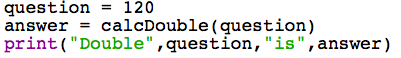 question = 120
answer = calcDouble(question)
print("Double",question,"is",answer)